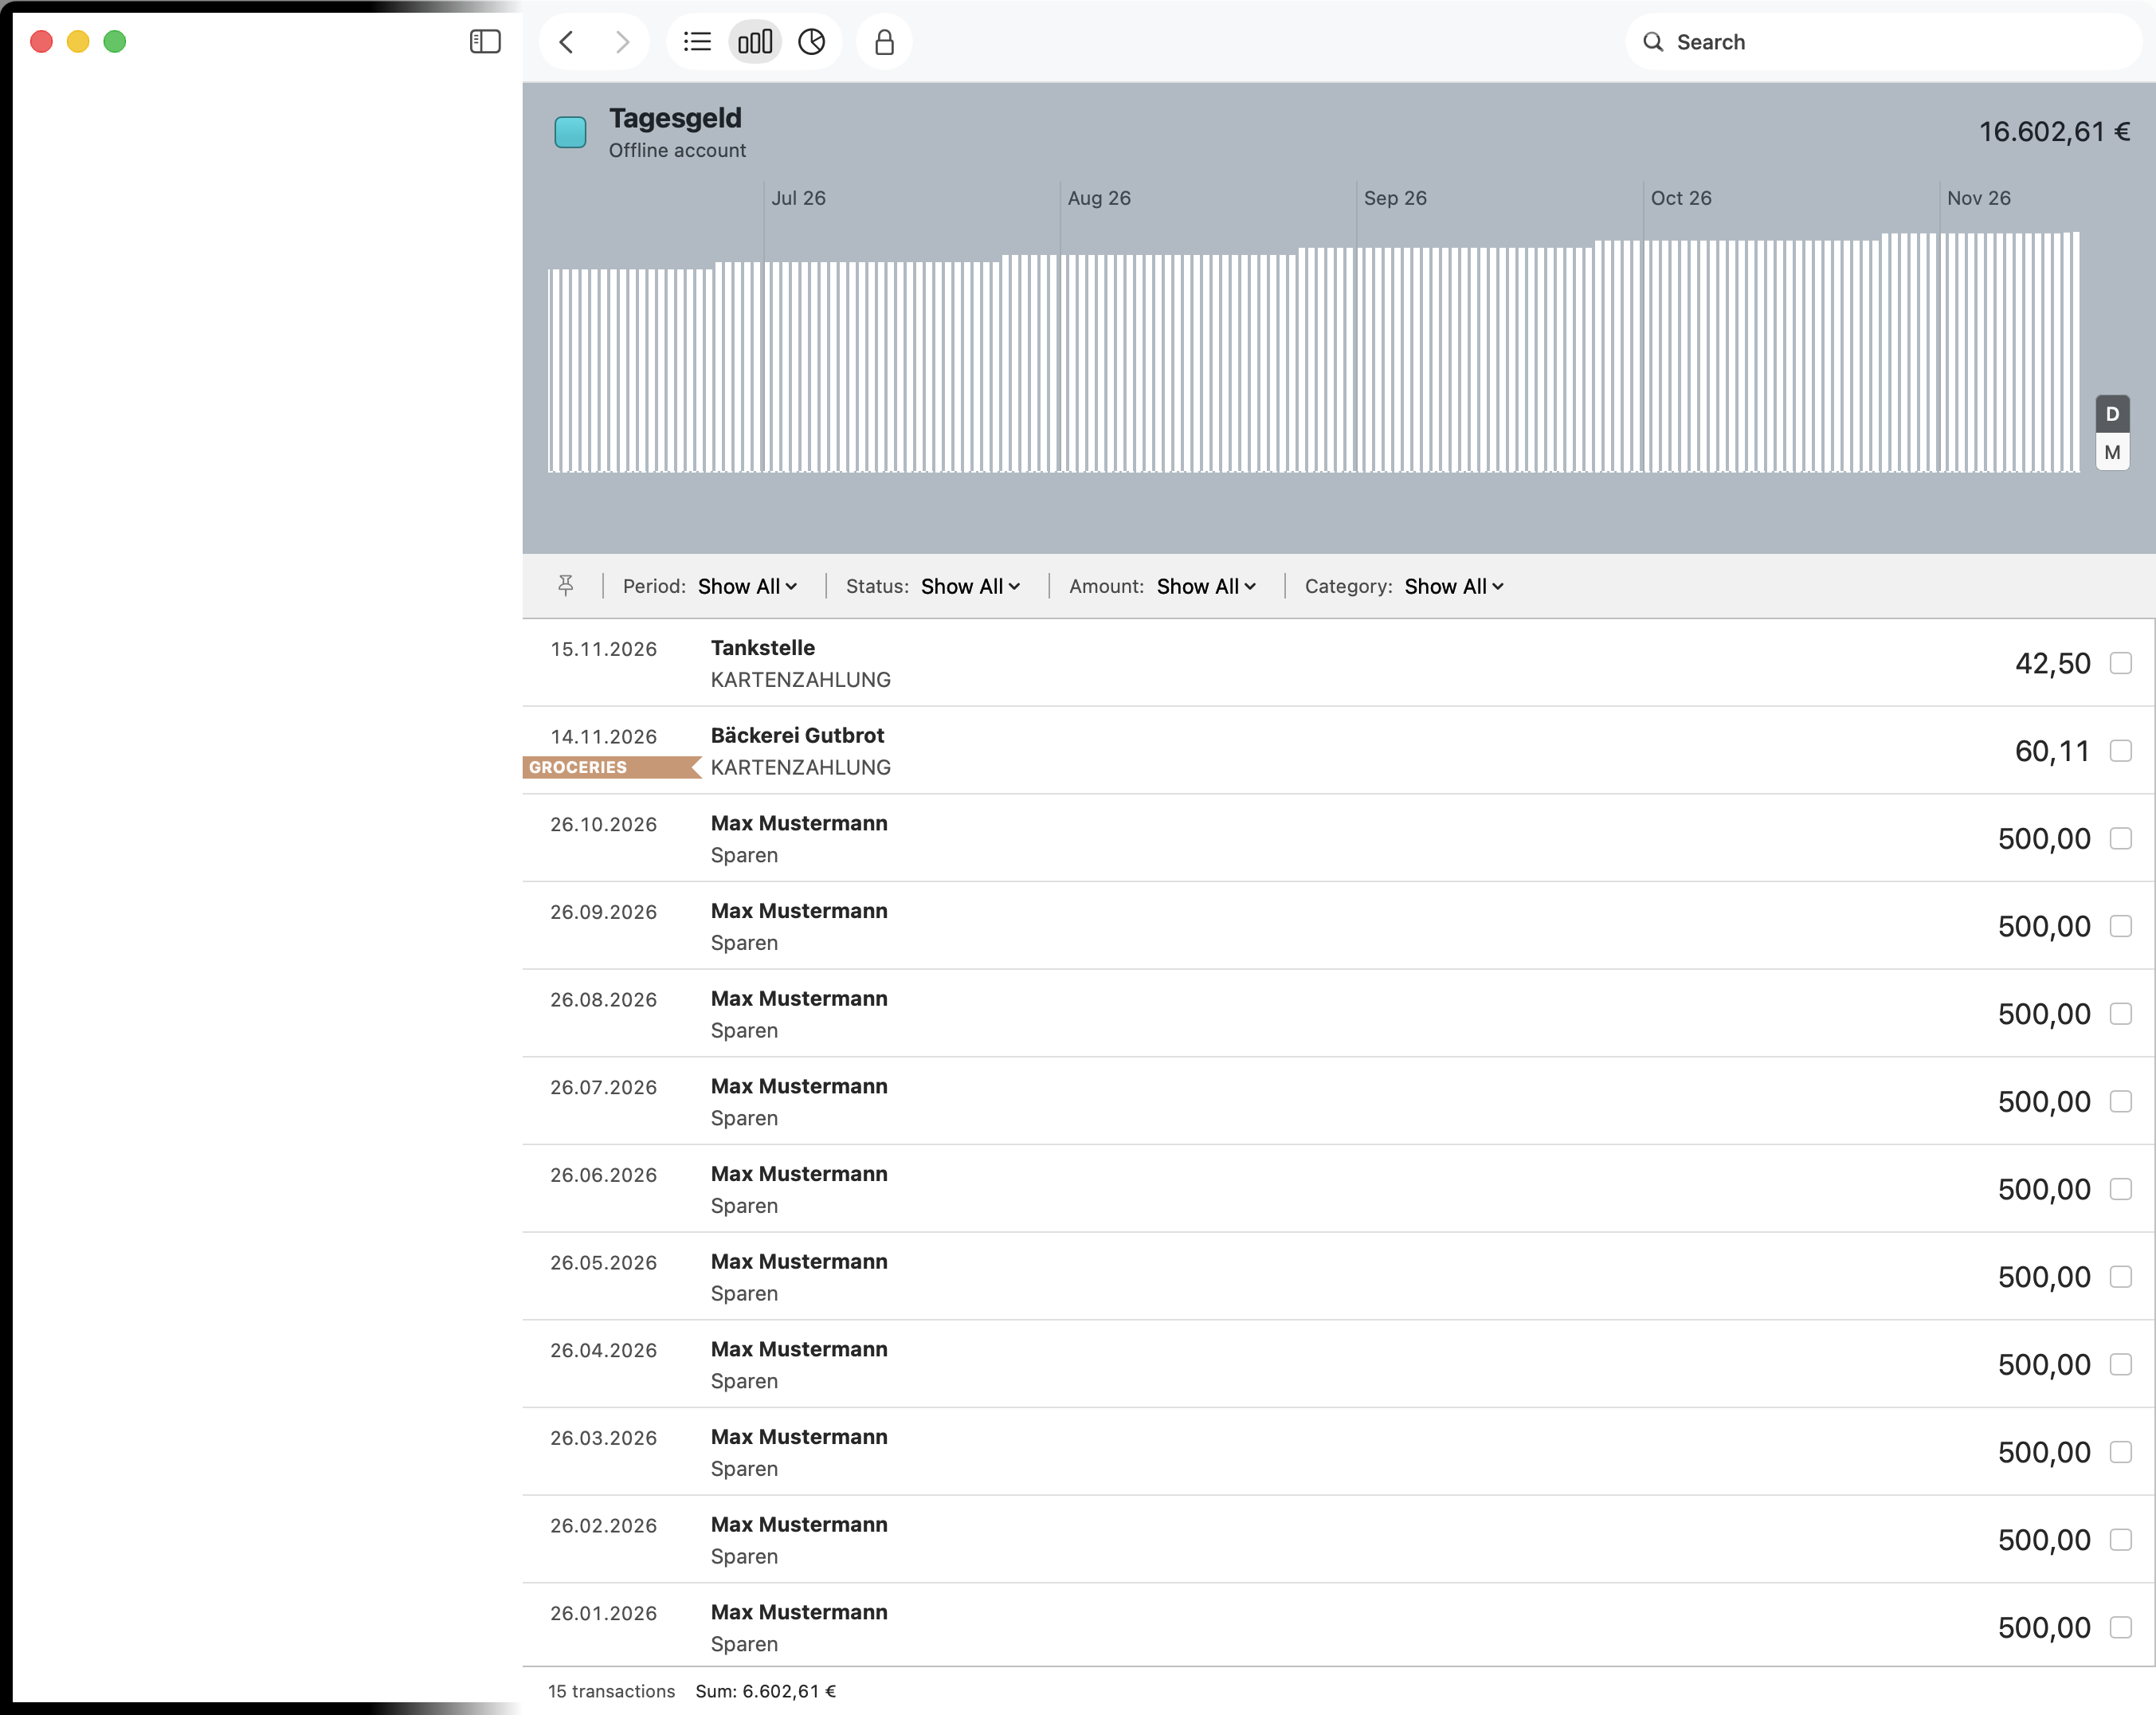 Search
Tagesgeld
Offline account
16.602,61 €
Jul 26 Aug 26 Sep 26 Oct 26 Nov 26
D
M
Period: Show All Status: Show All Amount: Show All Category: Show All
15.11.2026 Tankstelle
KARTENZAHLUNG
42,50
14.11.2026 Bäckerei Gutbrot
GROCERIES KARTENZAHLUNG
60,11
26.10.2026 Max Mustermann
Sparen
500,00
26.09.2026 Max Mustermann
Sparen
500,00
26.08.2026 Max Mustermann
Sparen
500,00
26.07.2026 Max Mustermann
Sparen
500,00
26.06.2026 Max Mustermann
Sparen
500,00
26.05.2026 Max Mustermann
Sparen
500,00
26.04.2026 Max Mustermann
Sparen
500,00
26.03.2026 Max Mustermann
Sparen
500,00
26.02.2026 Max Mustermann
Sparen
500,00
26.01.2026 Max Mustermann
Sparen
500,00
15 transactions Sum: 6.602,61 €